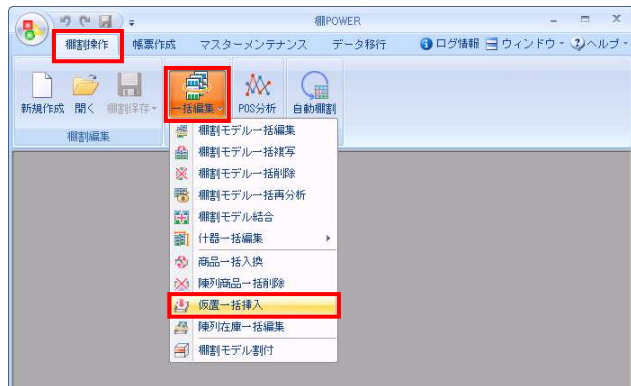 棚POWER
棚割操作 帳票作成 マスターメンテナンス データ移行 ログ情報 ウィンドウ ヘルプ
新規作成 開く 棚割保存 一括編集 POS分析 自動棚割
棚割編集
棚割モデル一括編集
棚割モデル一括複写
棚割モデル一括削除
棚割モデル一括再分析
棚割モデル結合
什器一括編集
商品一括入換
陳列商品一括削除
仮置一括挿入
陳列在庫一括編集
棚割モデル割付